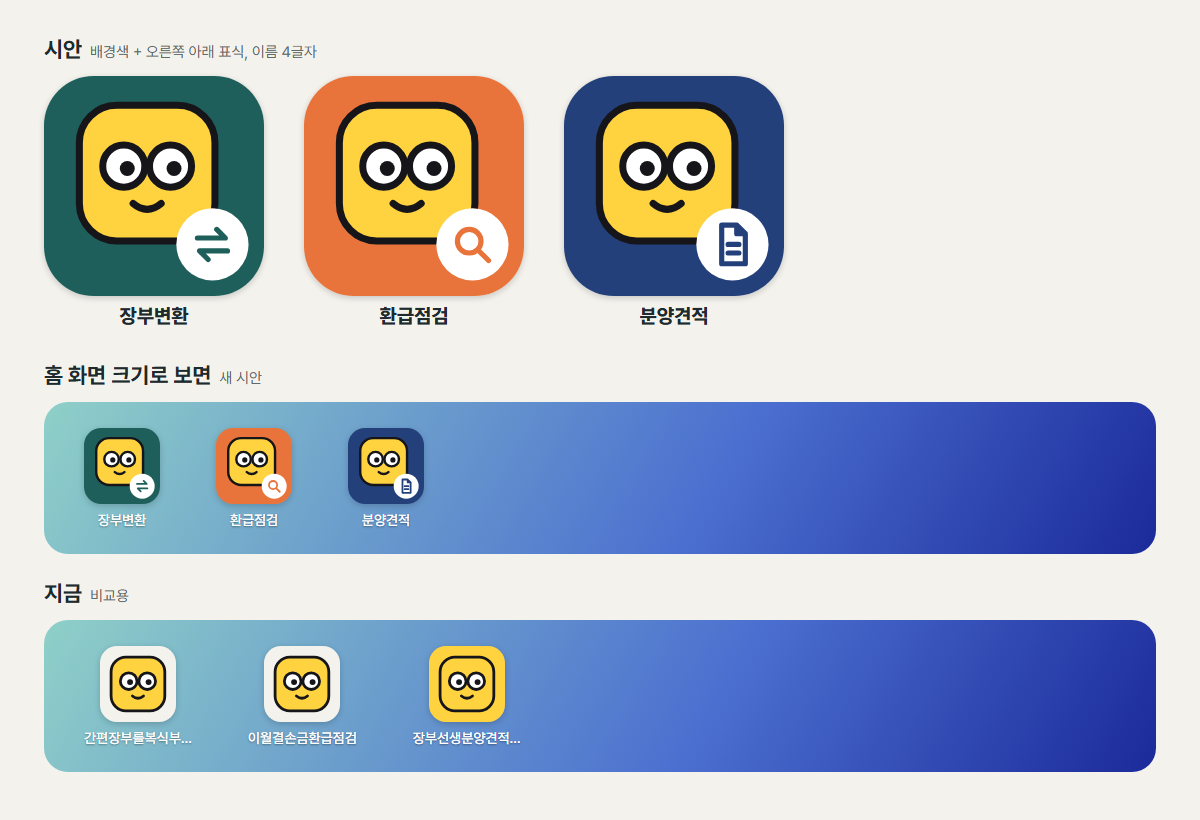 시안 배경색 + 오른쪽 아래 표식, 이름 4글자
장부변환 환급점검 분양견적
홈 화면 크기로 보면 새 시안
장부변환 환급점검 분양견적
지금 비교용
간편장부를복식부... 이월결손금환급점검 장부선생분양견적...